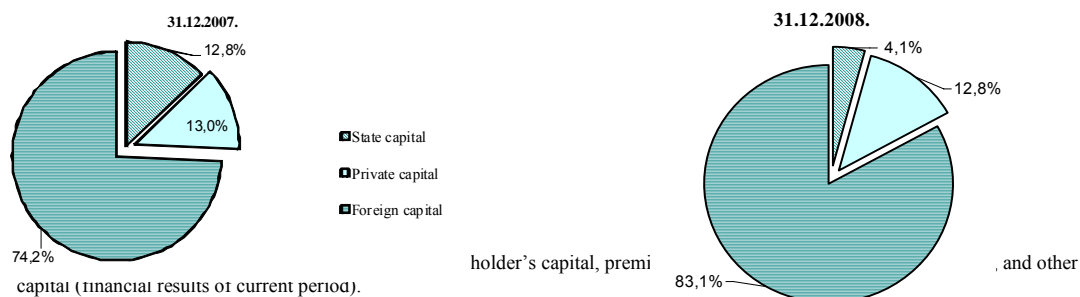 31.12.2007.
12,8%
13,0%
74,2%
State capital
Private capital
Foreign capital
31.12.2008.
4,1%
12,8%
83,1%
holder’s capital, premi , and other
capital (financial results of current period).